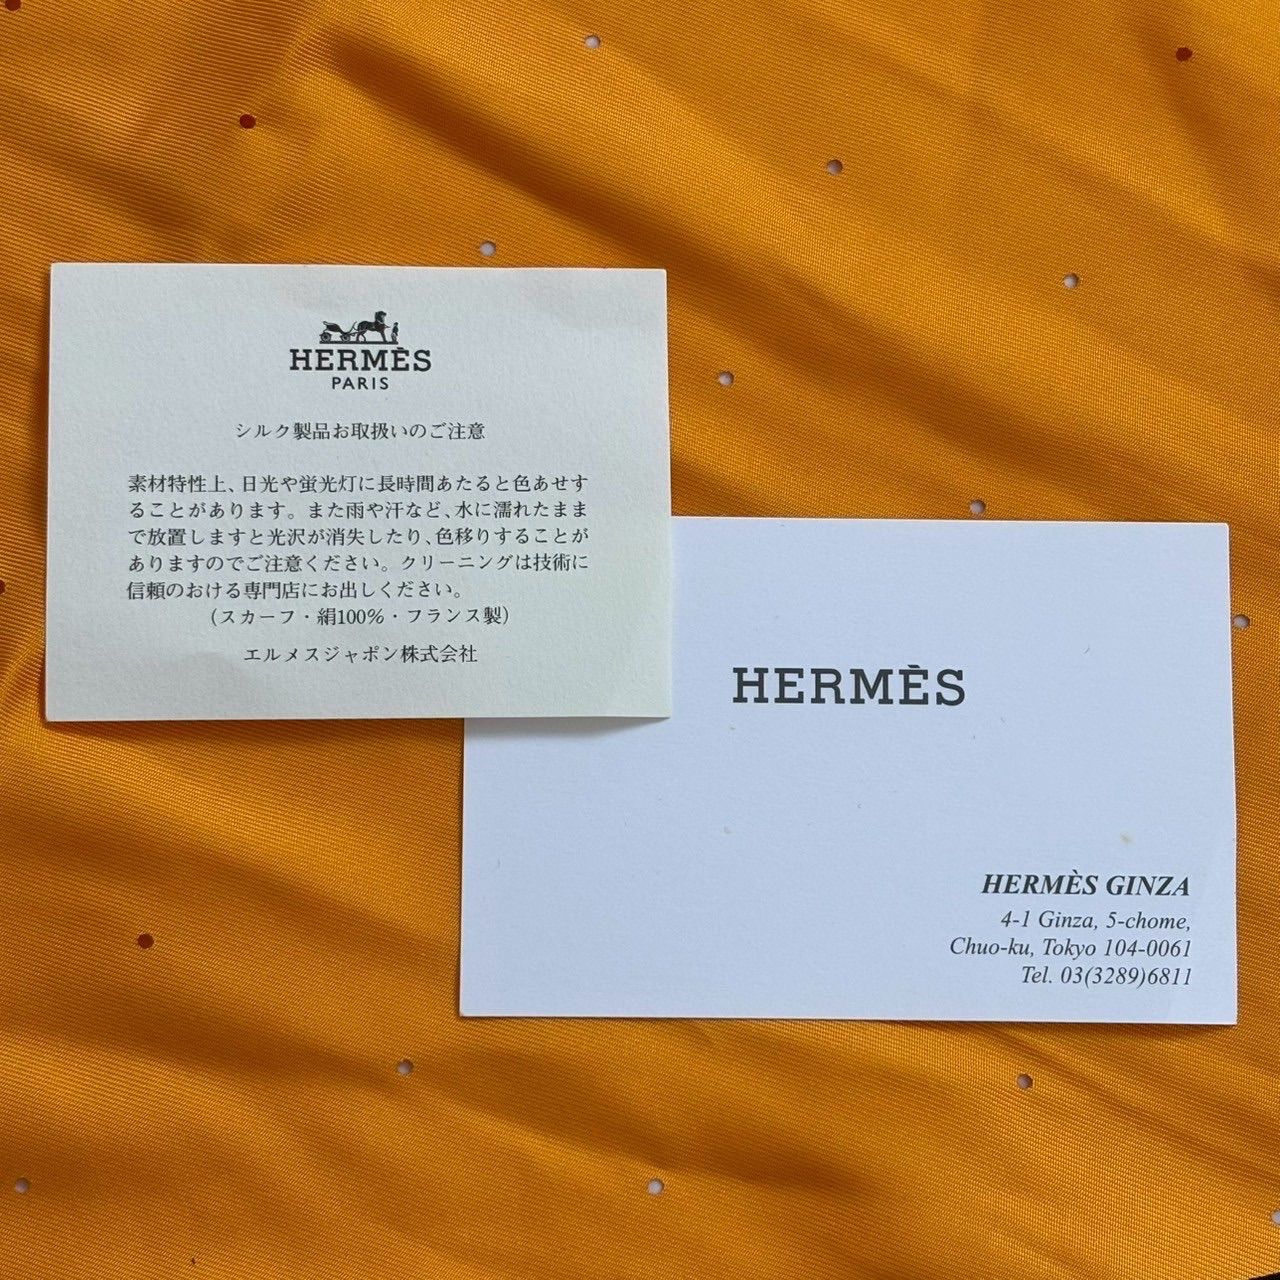 HERMÈS
PARIS
シルク製品お取扱いのご注意
素材特性上、日光や蛍光灯に長時間あたると色あせす
ることがあります。また雨や汗など、水に濡れたまま
で放置しますと光沢が消失したり、色移りすることが
ありますのでご注意ください。クリーニングは技術に
信頼のおける専門店にお出しください。
(スカーフ・絹100%・フランス製)
エルメスジャポン株式会社
HERMÈS
HERMÈS GINZA
4-1 Ginza, 5-chome,
Chuo-ku, Tokyo 104-0061
Tel. 03(3289)6811